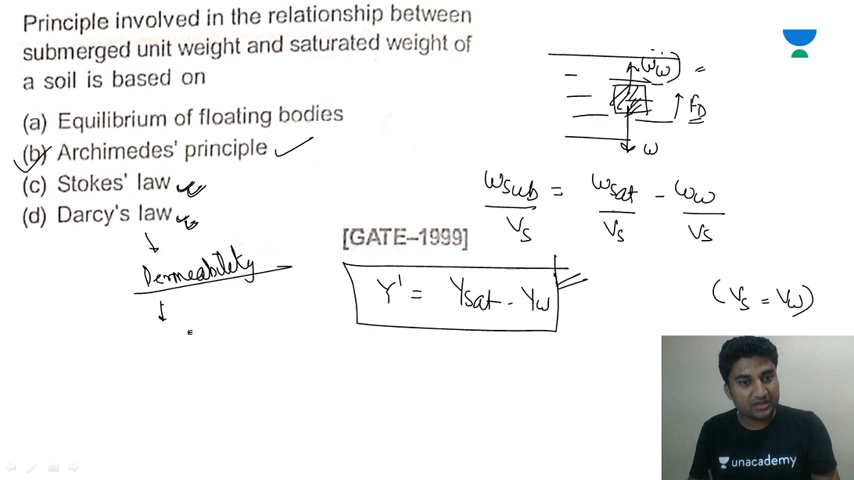 Principle involved in the relationship between
submerged unit weight and saturated weight of
a soil is based on
(a) Equilibrium of floating bodies
(b) Archimedes' principle
(c) Stokes' law
(d) Darcy's law
[GATE–1999]
Permeability
Ww =
FD
W
Wsub/Vs = Wsat/Vs - Ww/Vs
γ' = γsat - γw
(Vs = Vw)
unacademy